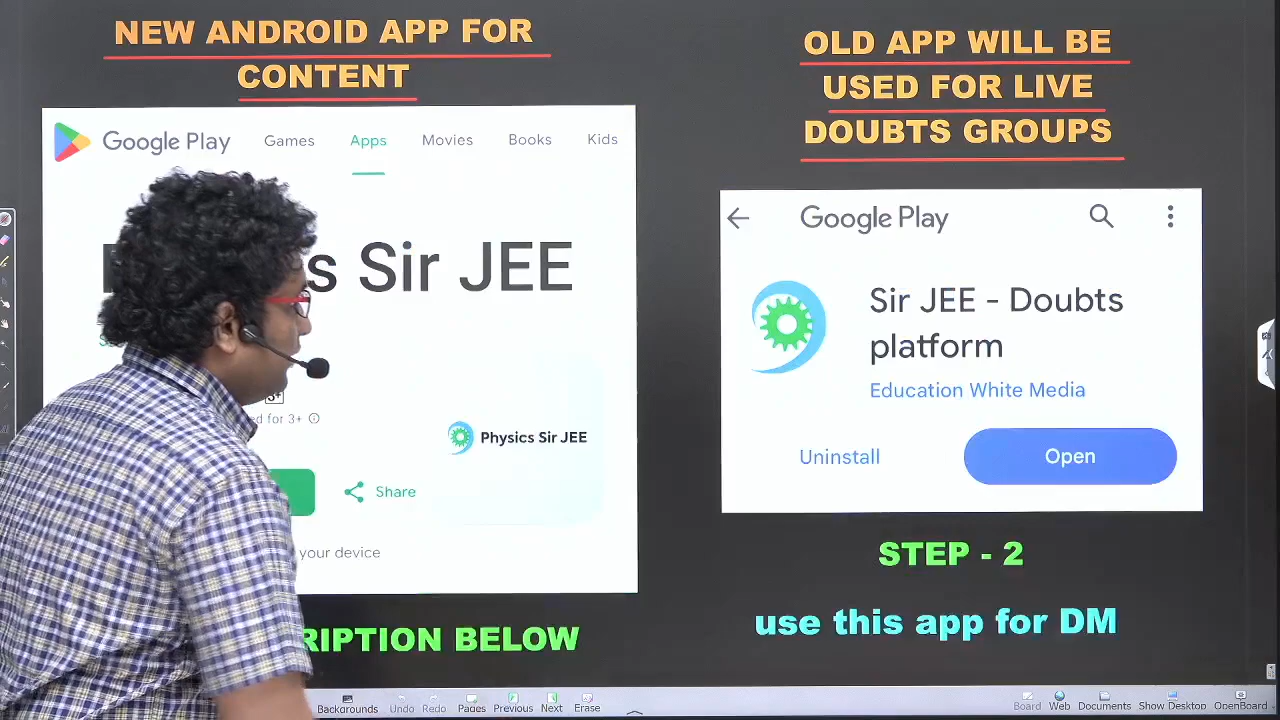 NEW ANDROID APP FOR
CONTENT
Google Play Games Apps Movies Books Kids
Sir JEE
3+
for 3+
Physics Sir JEE
Share
your device
BELOW
OLD APP WILL BE
USED FOR LIVE
DOUBTS GROUPS
Google Play
Sir JEE - Doubts
platform
Education White Media
Uninstall Open
STEP - 2
use this app for DM
Backgrounds Undo Redo Pages Previous Next Erase
Board Web Documents Show Desktop OpenBoard